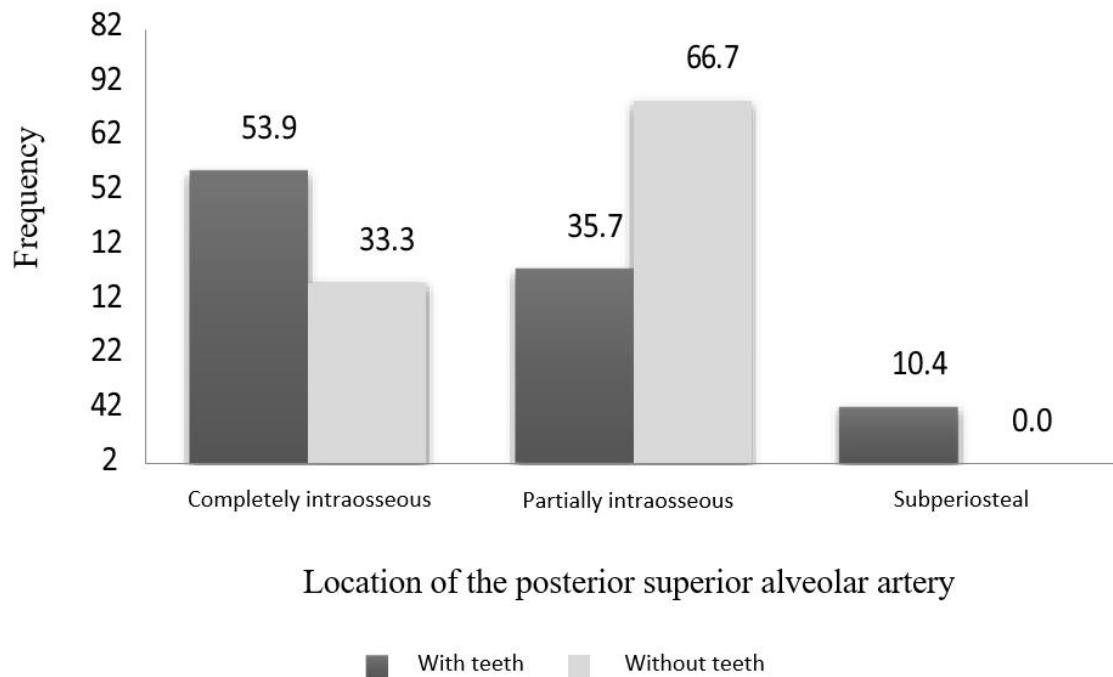 82
92
62
52
12
12
22
42
2
Frequency
53.9
33.3
35.7
66.7
10.4
0.0
Completely intraosseous
Partially intraosseous
Subperiosteal
Location of the posterior superior alveolar artery
With teeth
Without teeth